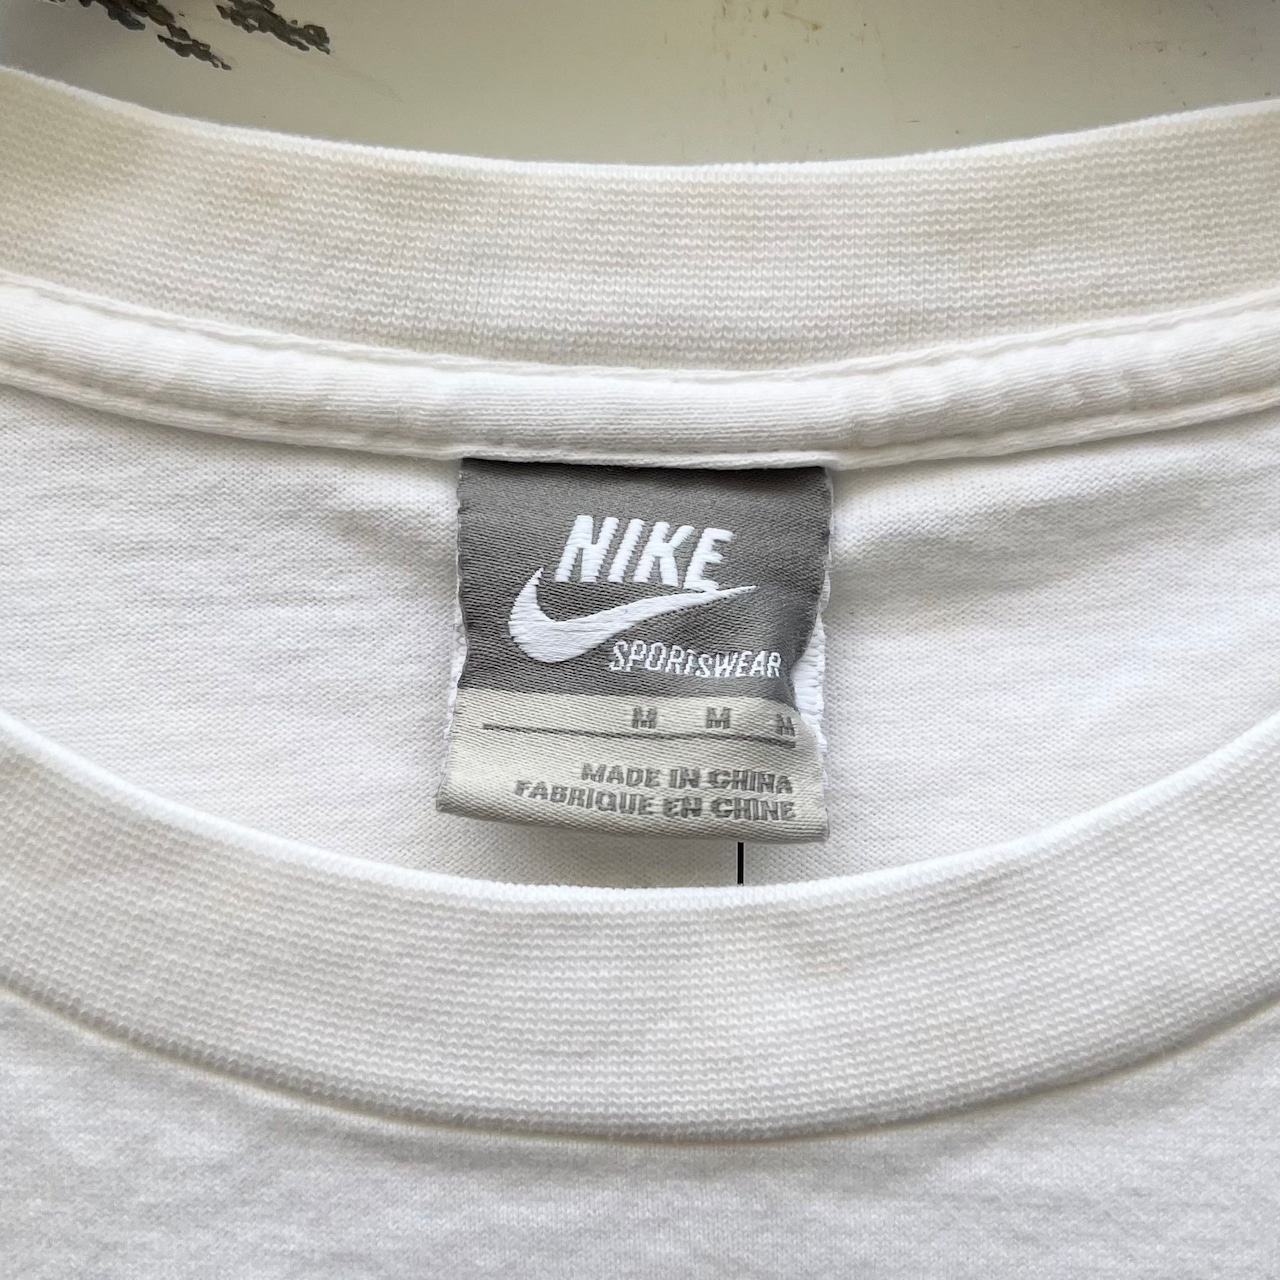 NIKE
SPORTSWEAR
M M M
MADE IN CHINA
FABRIQUE EN CHINE